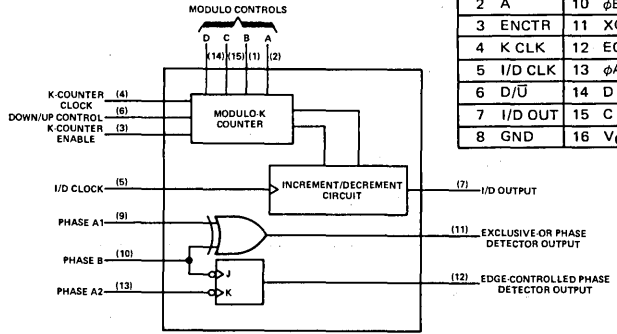 MODULO CONTROLS
D C B A
(14) (15) (1) (2)
K-COUNTER CLOCK (4)
DOWN/UP CONTROL (6)
K-COUNTER ENABLE (3)
MODULO-K COUNTER
I/D CLOCK (5)
INCREMENT/DECREMENT CIRCUIT
(7) I/D OUTPUT
PHASE A1 (9)
(11) EXCLUSIVE-OR PHASE DETECTOR OUTPUT
PHASE B (10)
J
K
(12) EDGE-CONTROLLED PHASE DETECTOR OUTPUT
PHASE A2 (13)
2 A 10
3 ENCTR 11
4 K CLK 12
5 I/D CLK 13
6 D/U̅ 14 D
7 I/D OUT 15 C
8 GND 16